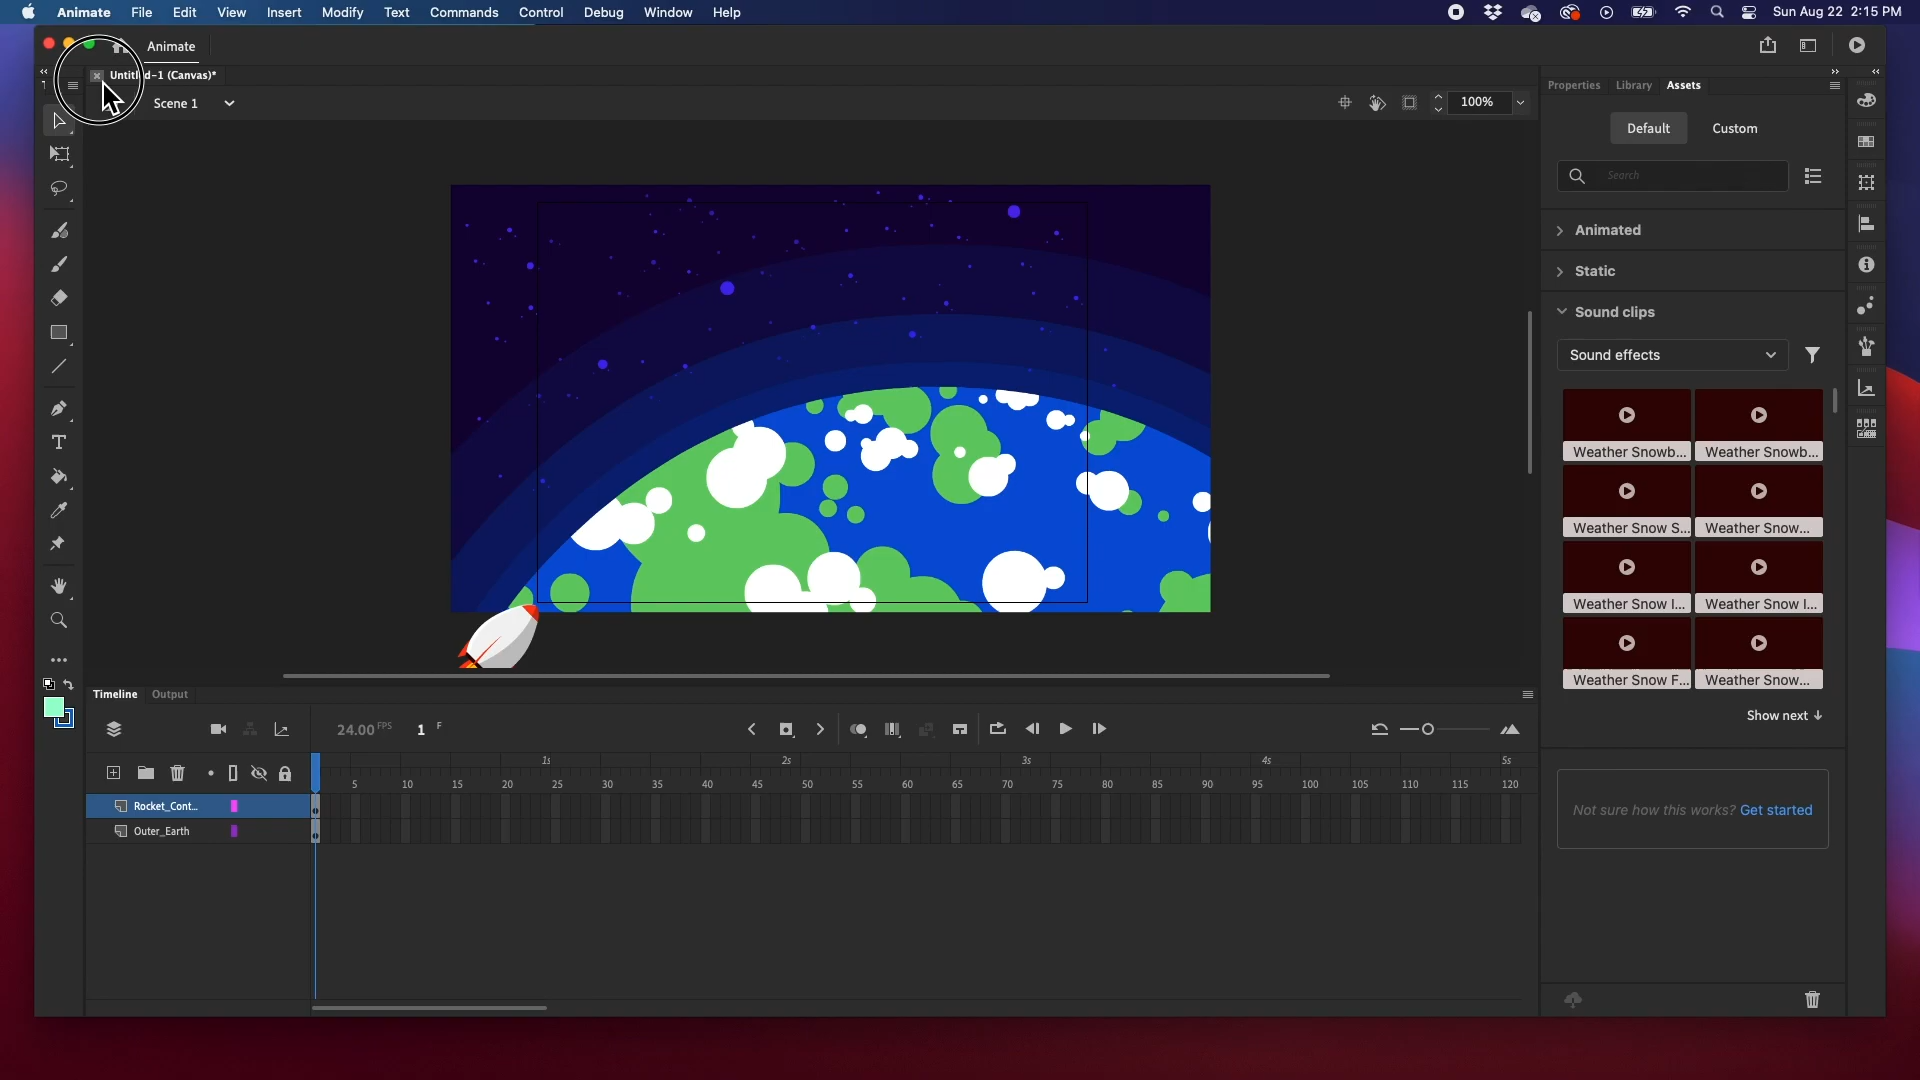 Animate File Edit View Insert Modify Text Commands Control Debug Window Help Sun Aug 22 2:15 PM
Animate
(Canvas)*
Scene 1 100%
Properties Library Assets
Default Custom
Search
Animated
Static
Sound clips
Sound effects
Weather Snowb... Weather Snowb...
Weather Snow S... Weather Snow...
Weather Snow I... Weather Snow I...
Weather Snow F... Weather Snow...
Show next
Not sure how this works? Get started
Timeline Output
24.00 FPS 1 F
1s 2s 3s 4s 5s
5 10 15 20 25 30 35 40 45 50 55 60 65 70 75 80 85 90 95 100 105 110 115 120
Rocket_Cont...
Outer_Earth